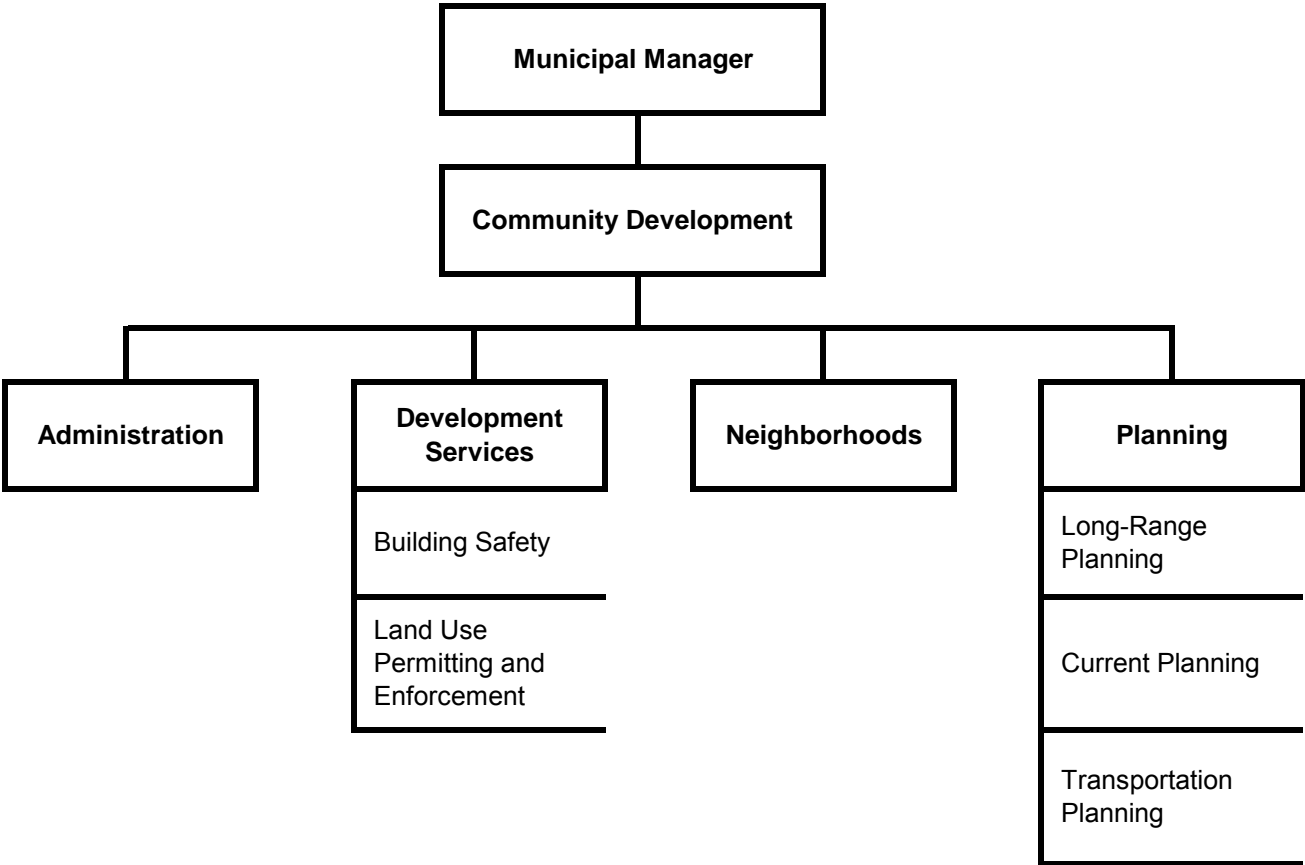 Municipal Manager
Community Development
Administration
Development
Services
Neighborhoods
Planning
Building Safety
Land Use
Permitting and
Enforcement
Long-Range
Planning
Current Planning
Transportation
Planning